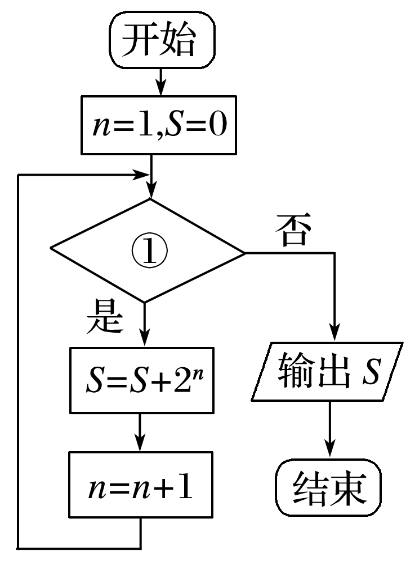 开始
n=1,S=0
①
否
是
S=S+2ⁿ
输出 S
n=n+1
结束